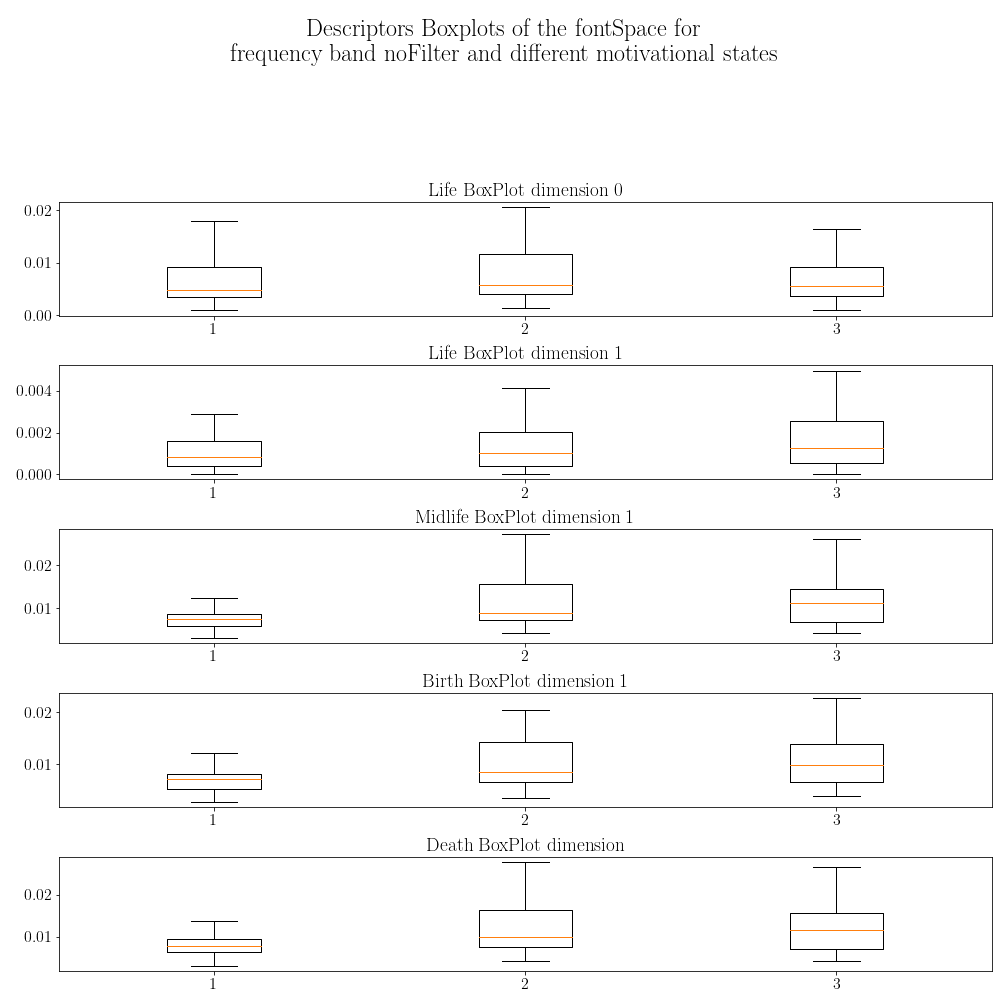 Descriptors Boxplots of the fontSpace for
frequency band noFilter and different motivational states
Life BoxPlot dimension 0
0.02
0.01
0.00
1 2 3
Life BoxPlot dimension 1
0.004
0.002
0.000
1 2 3
Midlife BoxPlot dimension 1
0.02
0.01
1 2 3
Birth BoxPlot dimension 1
0.02
0.01
1 2 3
Death BoxPlot dimension
0.02
0.01
1 2 3